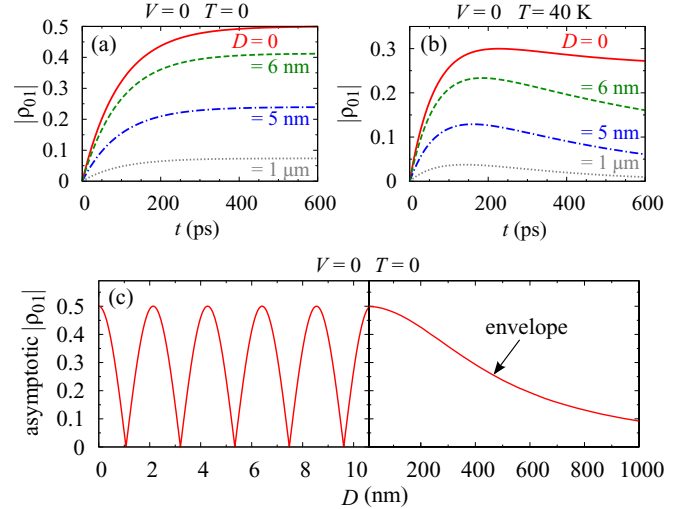 V = 0 T = 0
V = 0 T = 40 K
(a)
D = 0
= 6 nm
= 5 nm
= 1 μm
|ρ01|
0.5
0.4
0.3
0.2
0.1
0
0 200 400 600
t (ps)
(b)
D = 0
= 6 nm
= 5 nm
= 1 μm
|ρ01|
0.3
0.2
0.1
0
0 200 400 600
t (ps)
V = 0 T = 0
(c)
envelope
asymptotic |ρ01|
0.5
0.4
0.3
0.2
0.1
0
0 2 4 6 8 10
200 400 600 800 1000
D (nm)